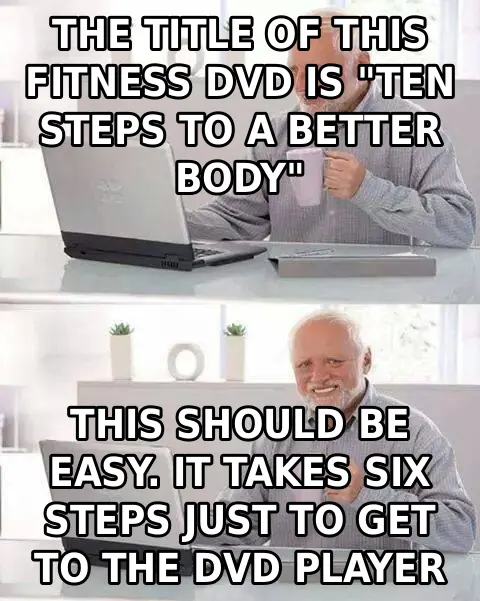 THE TITLE OF THIS
FITNESS DVD IS "TEN
STEPS TO A BETTER
BODY"
THIS SHOULD BE
EASY. IT TAKES SIX
STEPS JUST TO GET
TO THE DVD PLAYER